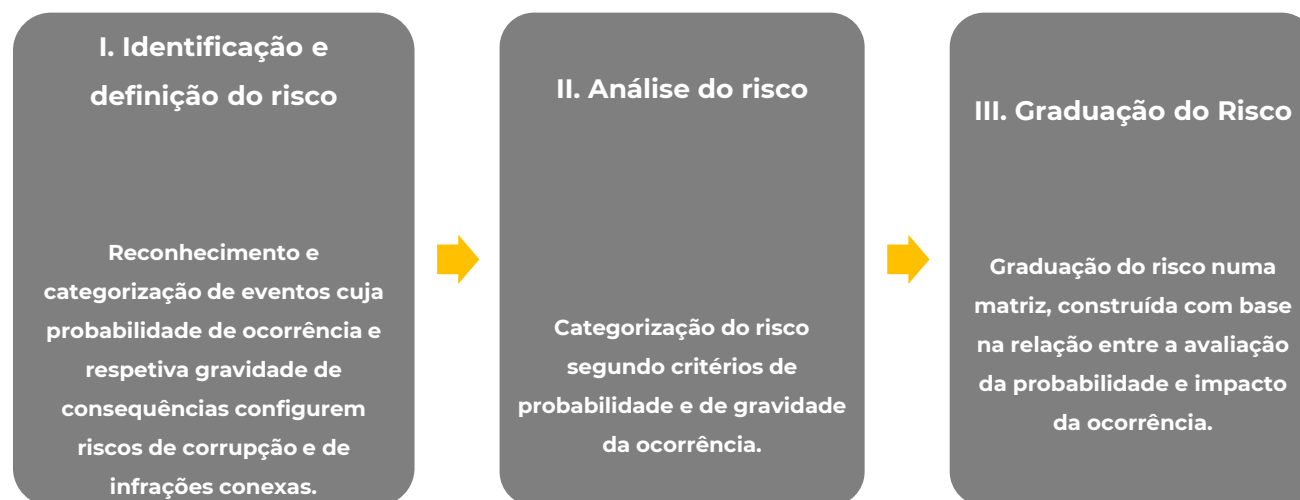 I. Identificação e
definição do risco
Reconhecimento e
categorização de eventos cuja
probabilidade de ocorrência e
respetiva gravidade de
consequências configurem
riscos de corrupção e de
infrações conexas.
II. Análise do risco
Categorização do risco
segundo critérios de
probabilidade e de gravidade
da ocorrência.
III. Graduação do Risco
Graduação do risco numa
matriz, construída com base
na relação entre a avaliação
da probabilidade e impacto
da ocorrência.